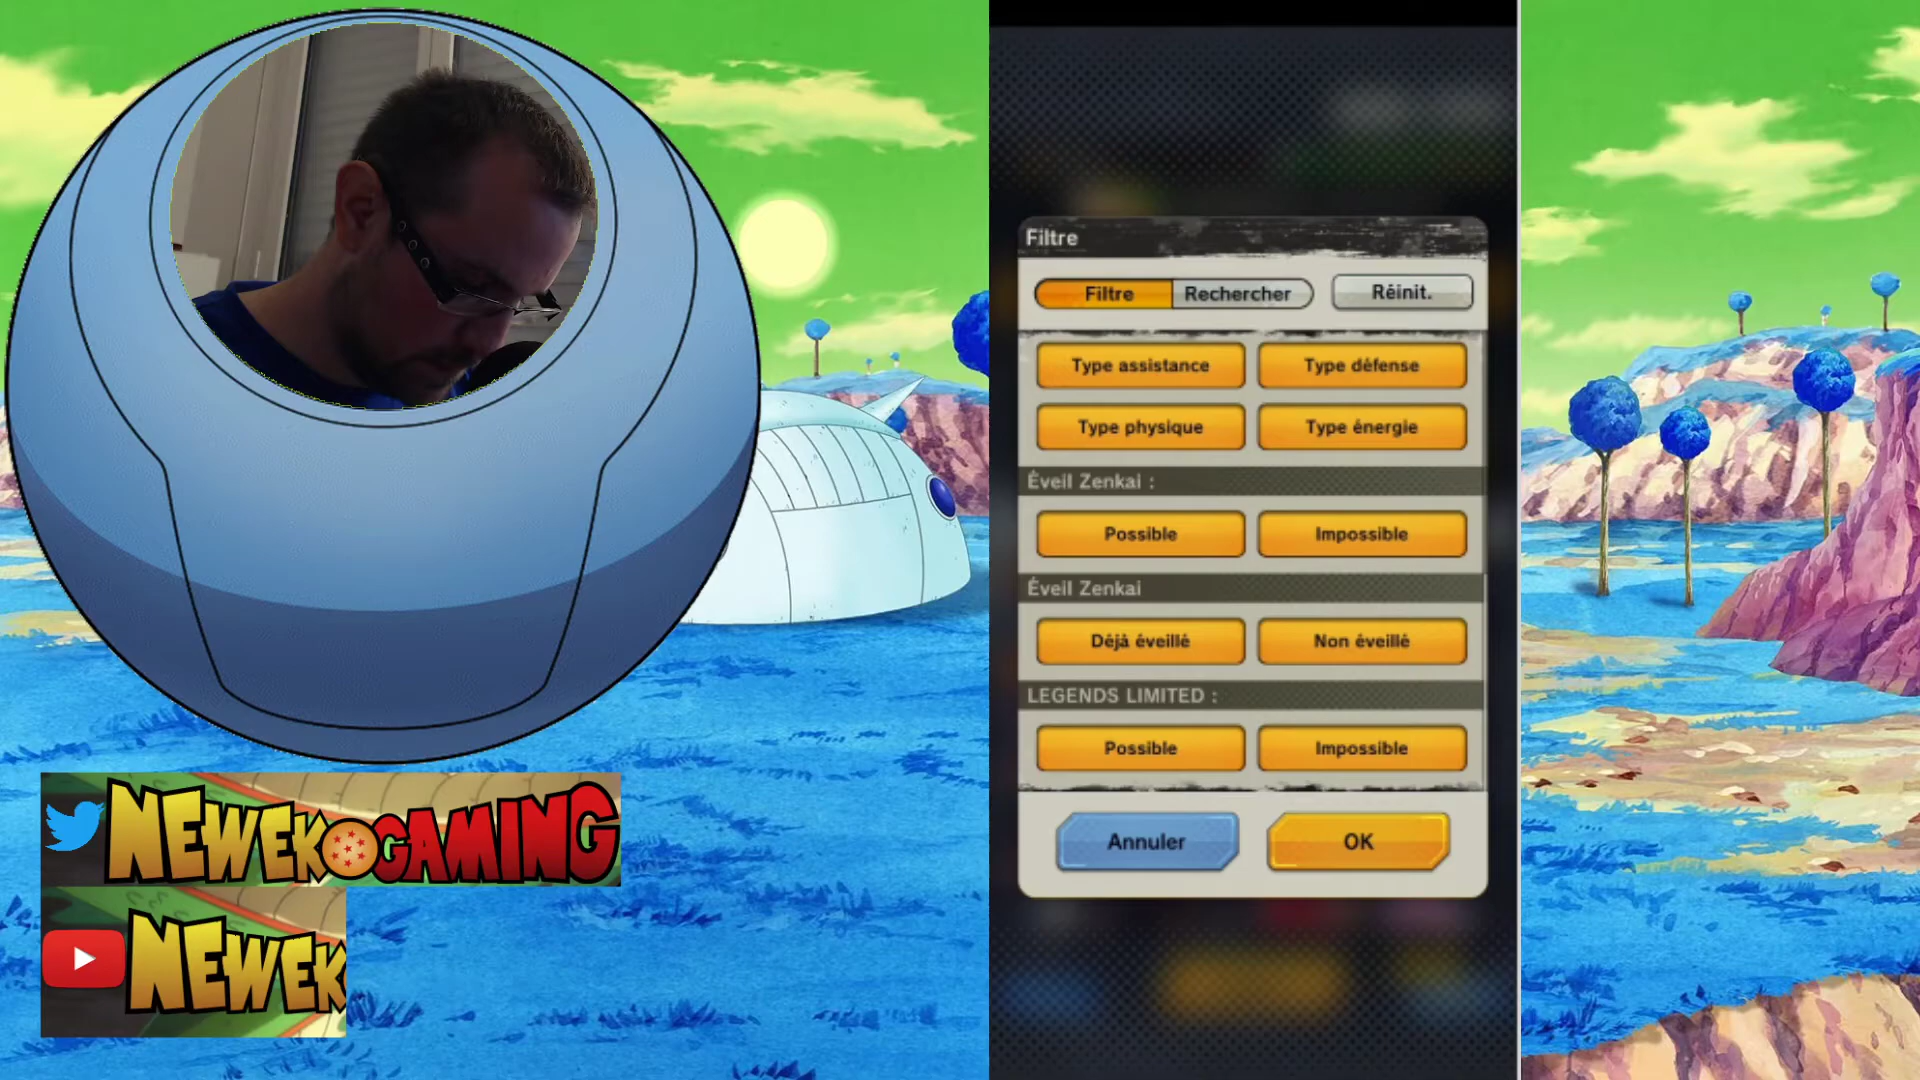 Filtre
Filtre Rechercher Réinit.
Type assistance Type défense
Type physique Type énergie
Éveil Zenkai :
Possible Impossible
Éveil Zenkai
Déjà éveillé Non éveillé
LEGENDS LIMITED :
Possible Impossible
Annuler OK
NEWEKOGAMING
NEWEK